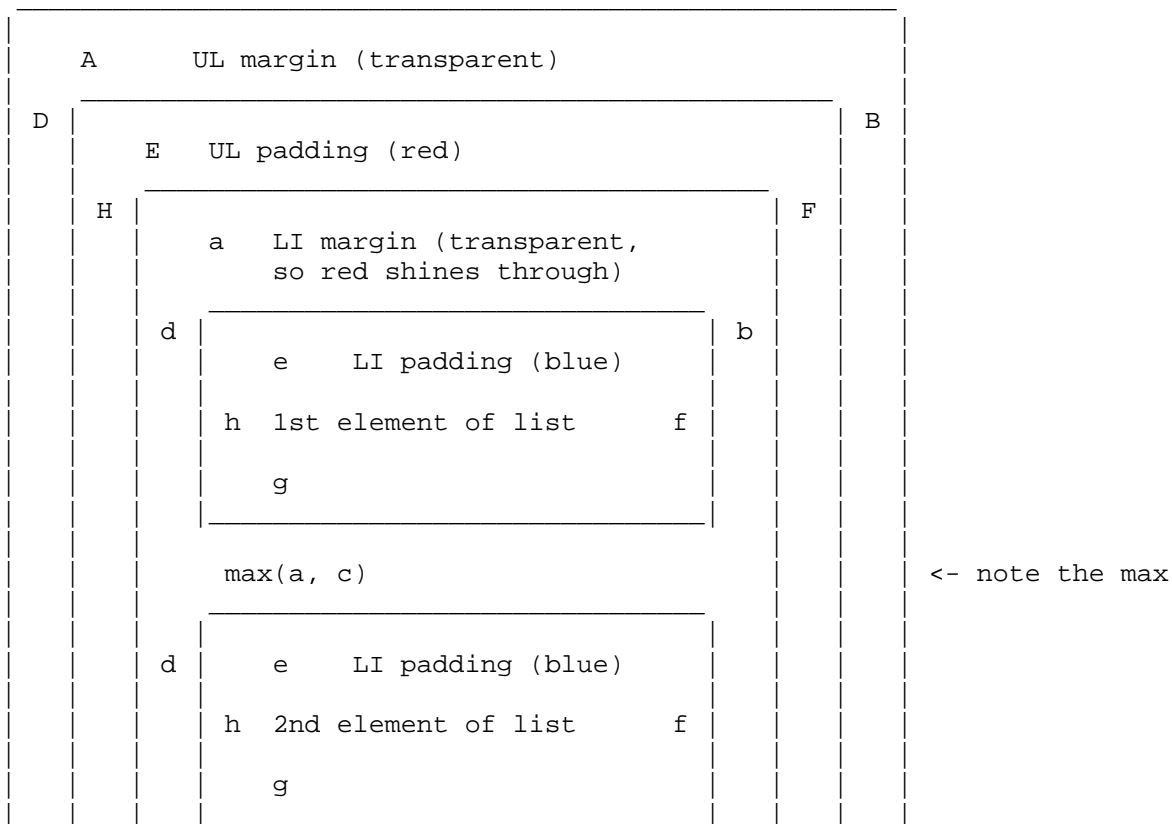 A UL margin (transparent)
D B
E UL padding (red)
H F
a LI margin (transparent,
so red shines through)
d b
e LI padding (blue)
h 1st element of list f
g
max(a, c) <- note the max
d e LI padding (blue)
h 2nd element of list f
g